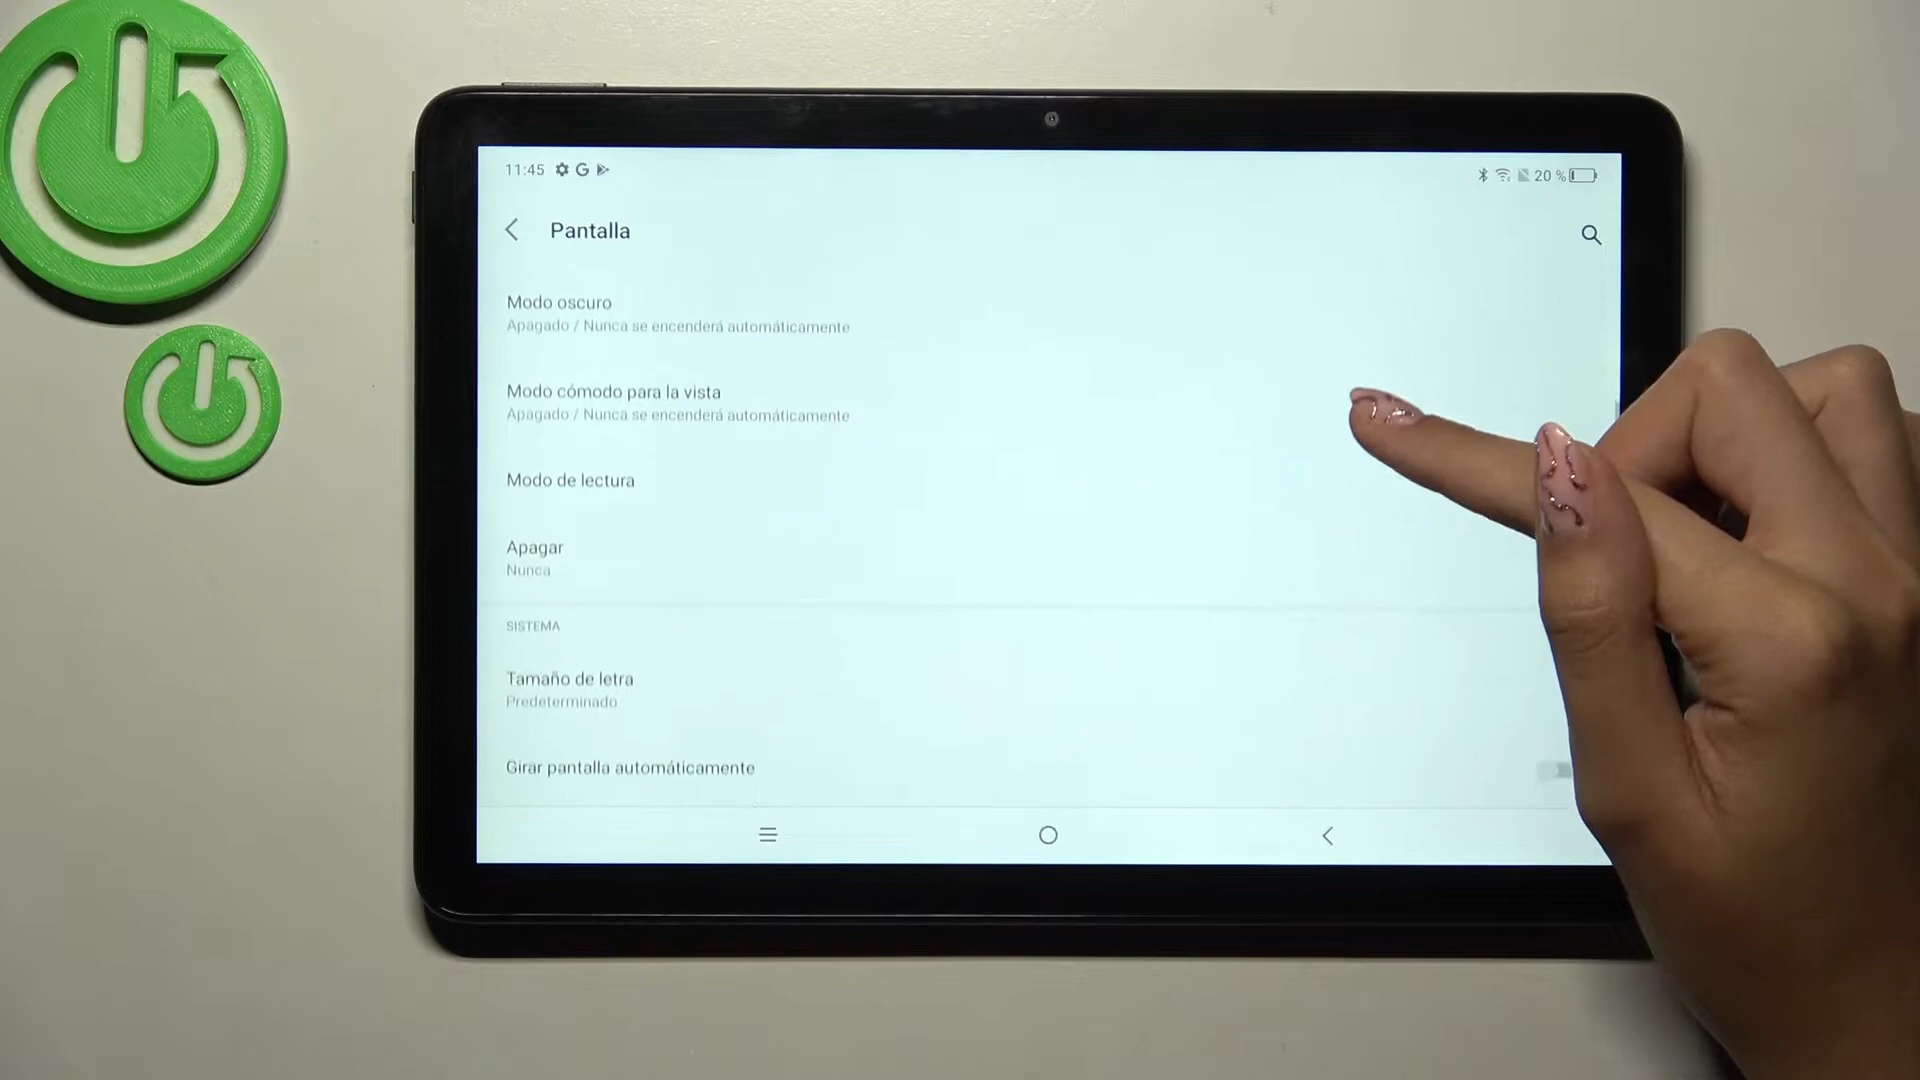 11:45 G 20 %
Pantalla
Modo oscuro
Apagado / Nunca se encenderá automáticamente
Modo cómodo para la vista
Apagado / Nunca se encenderá automáticamente
Modo de lectura
Apagar
Nunca
SISTEMA
Tamaño de letra
Predeterminado
Girar pantalla automáticamente